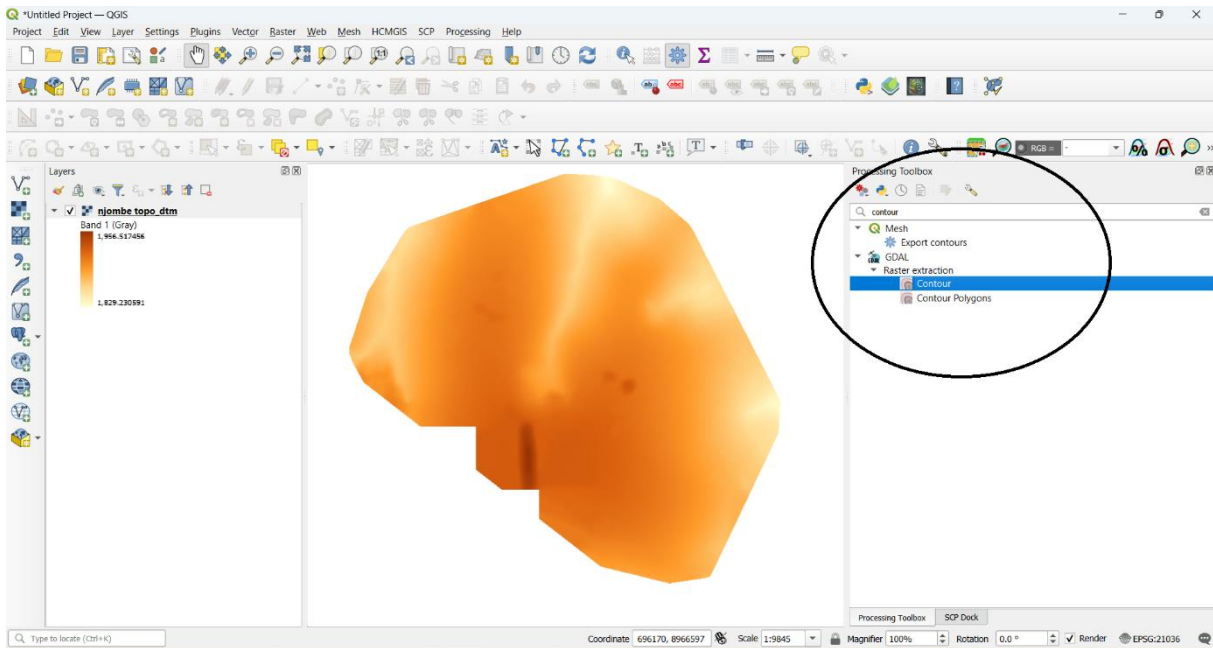 *Untitled Project — QGIS
Project Edit View Layer Settings Plugins Vector Raster Web Mesh HCMGIS SCP Processing Help
RGB =
-
Layers
njombe topo_dtm
Band 1 (Gray)
1,956.517456
1,829.230591
Processing Toolbox
contour
Mesh
Export contours
GDAL
Raster extraction
Contour
Contour Polygons
Processing Toolbox SCP Dock
Type to locate (Ctrl+K) Coordinate 696170, 8966597 Scale 1:9845 Magnifier 100% Rotation 0.0 ° Render EPSG:21036